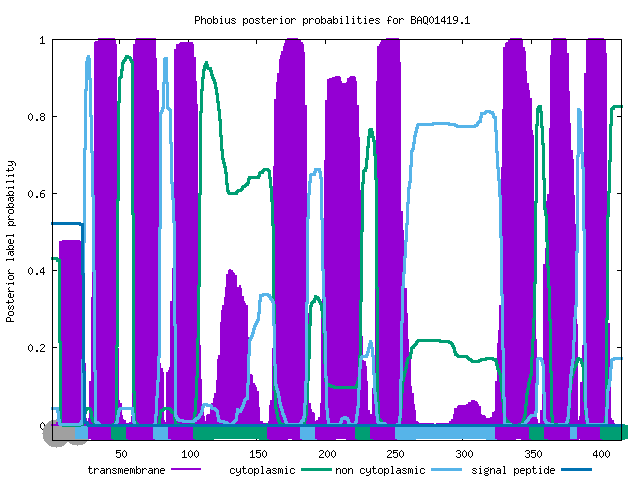 Phobius posterior probabilities for BAQ01419.1
Posterior label probability
1
0.8
0.6
0.4
0.2
0
50
100
150
200
250
300
350
400
transmembrane
cytoplasmic
non cytoplasmic
signal peptide